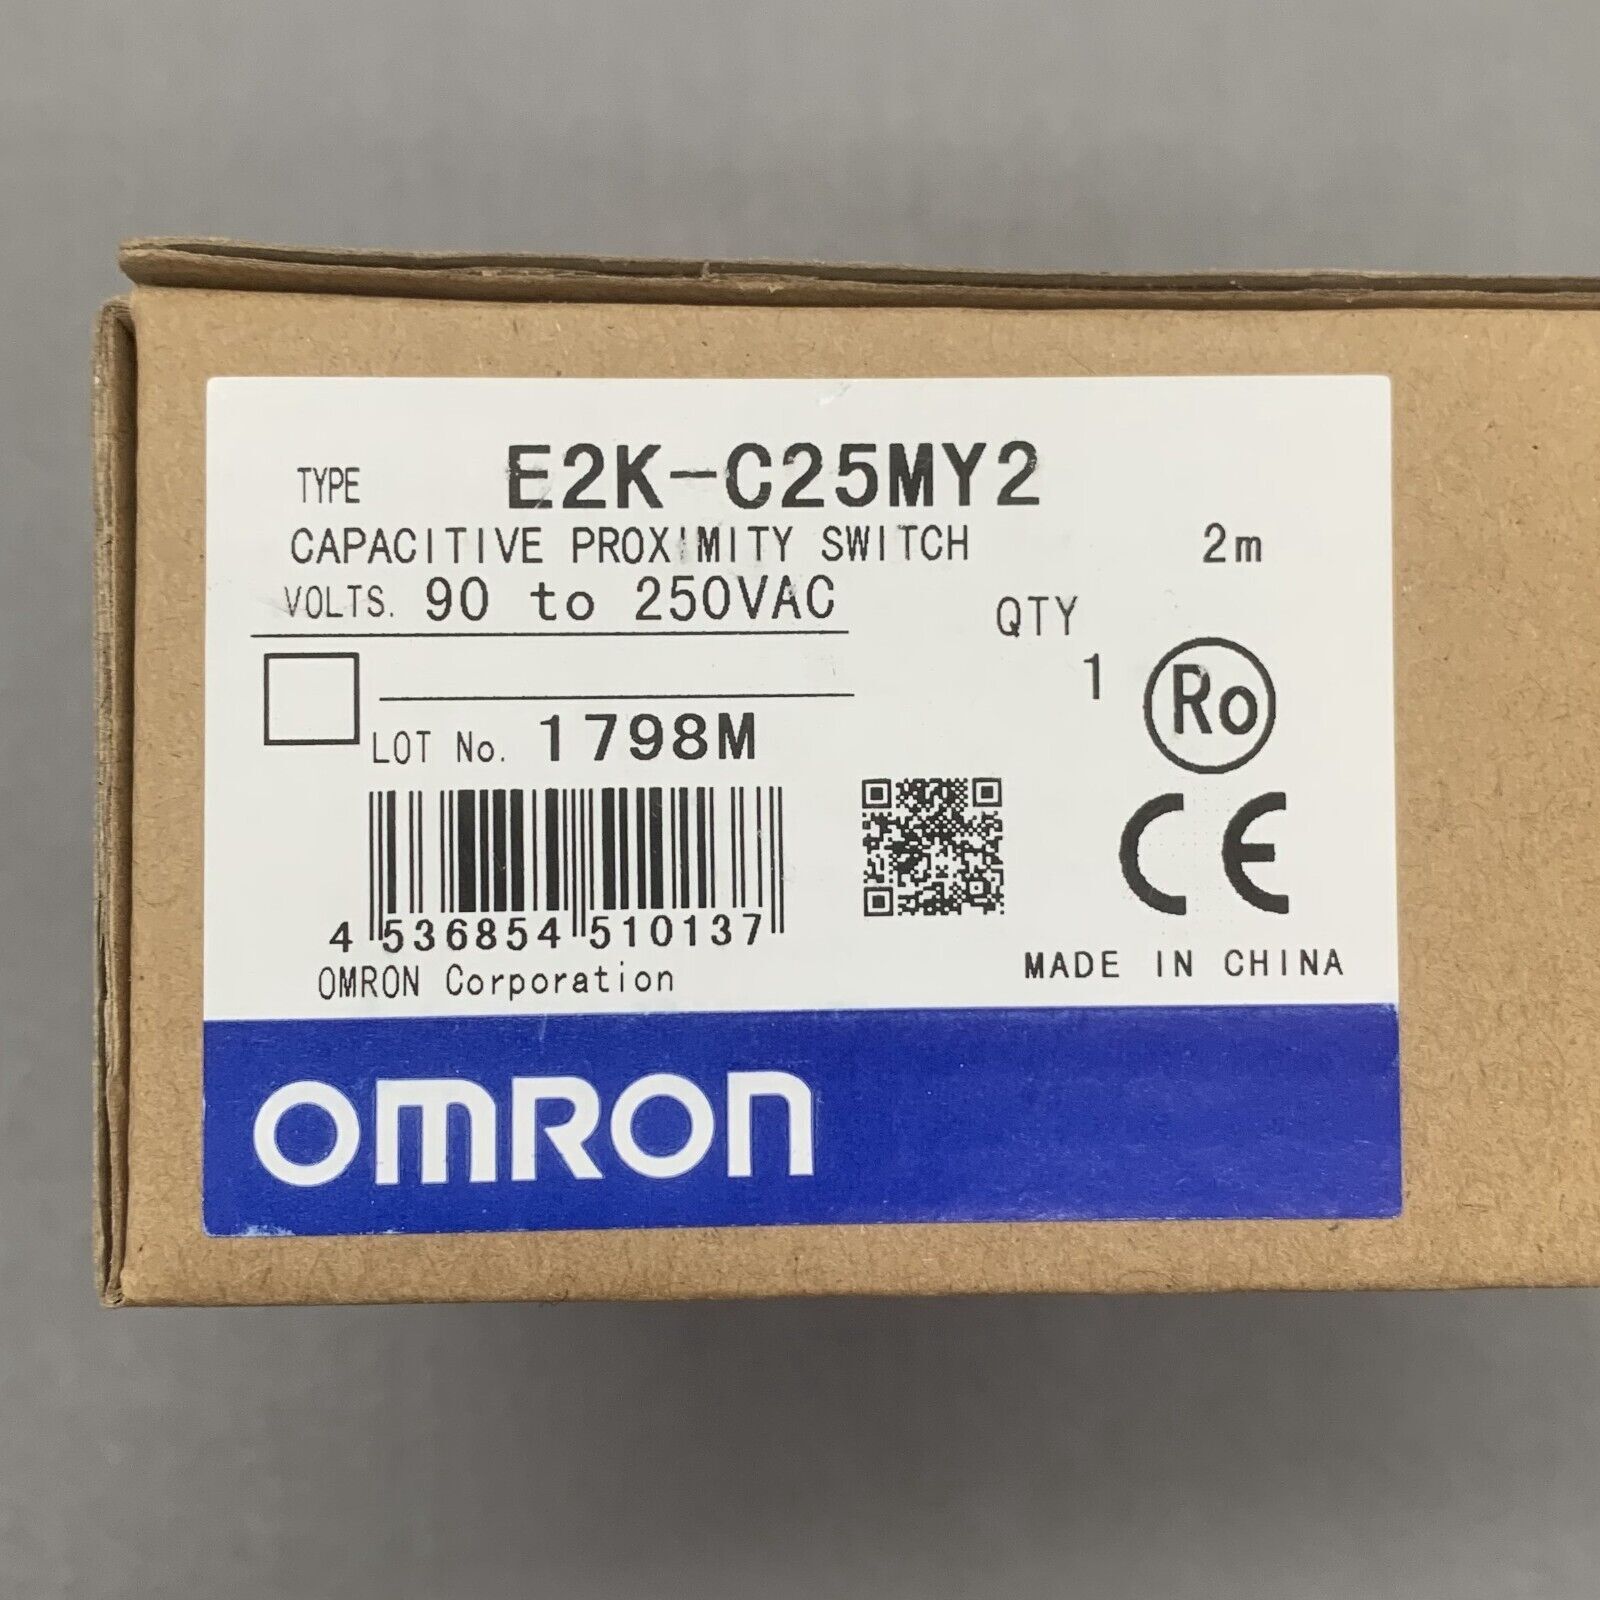 TYPE E2K-C25MY2
CAPACITIVE PROXIMITY SWITCH 2m
VOLTS. 90 to 250VAC
QTY
1
Ro
LOT No. 1798M
CE
4 536854 510137
OMRON Corporation
MADE IN CHINA
OMRON